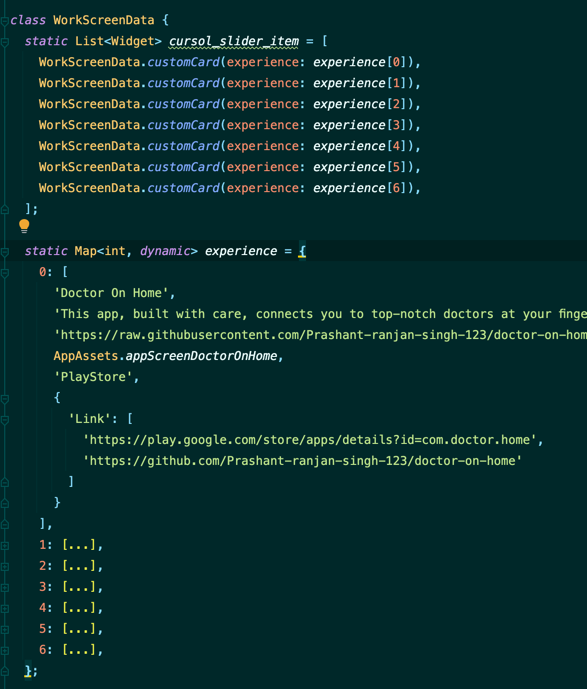 class WorkScreenData {
static List<Widget> cursol_slider_item = [
WorkScreenData.customCard(experience: experience[0]),
WorkScreenData.customCard(experience: experience[1]),
WorkScreenData.customCard(experience: experience[2]),
WorkScreenData.customCard(experience: experience[3]),
WorkScreenData.customCard(experience: experience[4]),
WorkScreenData.customCard(experience: experience[5]),
WorkScreenData.customCard(experience: experience[6]),
];
static Map<int, dynamic> experience = {
0: [
'Doctor On Home',
'This app, built with care, connects you to top-notch doctors at your finge
'https://raw.githubusercontent.com/Prashant-ranjan-singh-123/doctor-on-hom
AppAssets.appScreenDoctorOnHome,
'PlayStore',
{
'Link': [
'https://play.google.com/store/apps/details?id=com.doctor.home',
'https://github.com/Prashant-ranjan-singh-123/doctor-on-home'
]
}
],
1: [...],
2: [...],
3: [...],
4: [...],
5: [...],
6: [...],
};